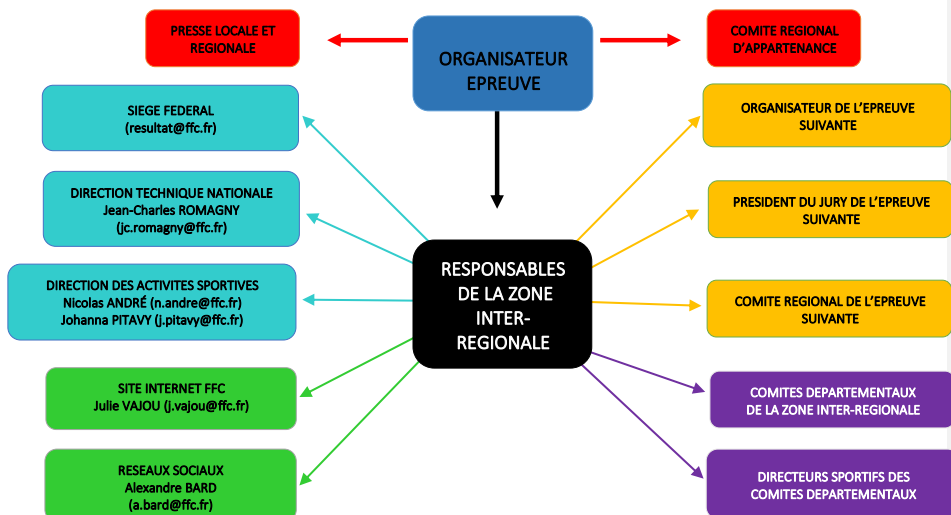 PRESSE LOCALE ET
REGIONALE
ORGANISATEUR
EPREUVE
COMITE REGIONAL
D'APPARTENANCE
SIEGE FEDERAL
(resultat@ffc.fr)
DIRECTION TECHNIQUE NATIONALE
Jean-Charles ROMAGNY
(jc.romagny@ffc.fr)
DIRECTION DES ACTIVITES SPORTIVES
Nicolas ANDRÉ (n.andre@ffc.fr)
Johanna PITAVY (j.pitavy@ffc.fr)
SITE INTERNET FFC
Julie VAJOU (j.vajou@ffc.fr)
RESEAUX SOCIAUX
Alexandre BARD
(a.bard@ffc.fr)
RESPONSABLES
DE LA ZONE
INTER-
REGIONALE
ORGANISATEUR DE L'EPREUVE
SUIVANTE
PRESIDENT DU JURY DE L'EPREUVE
SUIVANTE
COMITE REGIONAL DE L'EPREUVE
SUIVANTE
COMITES DEPARTEMENTAUX
DE LA ZONE INTER-REGIONALE
DIRECTEURS SPORTIFS DES
COMITES DEPARTEMENTAUX